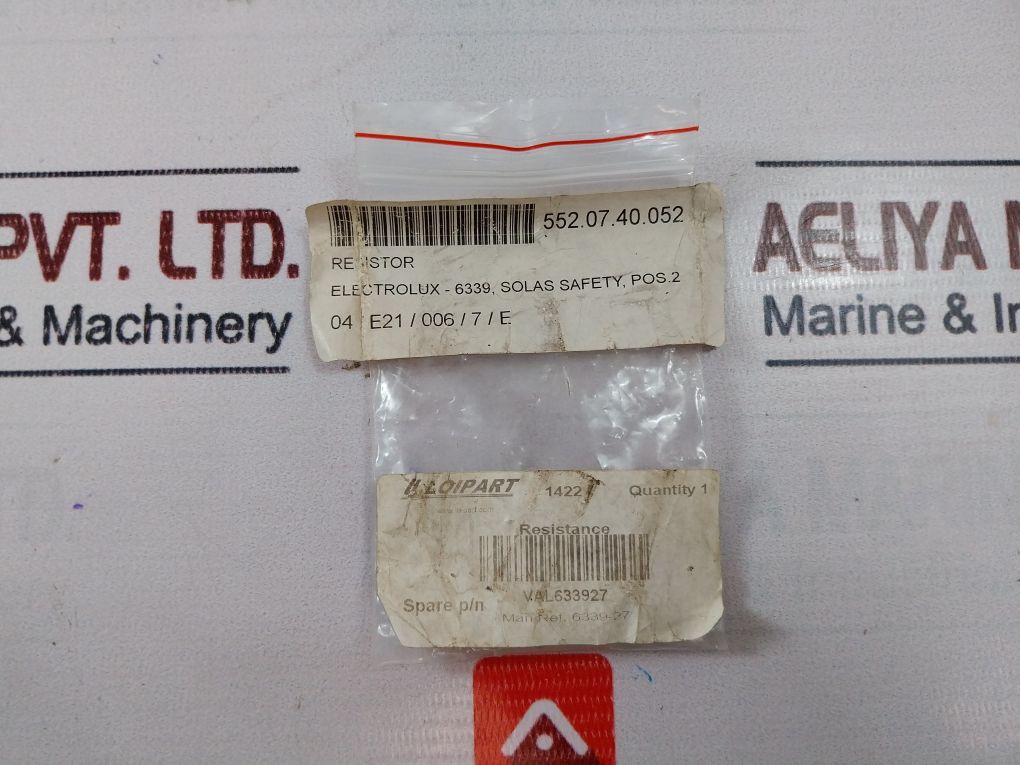 PVT. LTD.
& Machinery
552.07.40.052
RESISTOR
ELECTROLUX - 6339, SOLAS SAFETY, POS.2
04 / E21 / 006 / 7 / E
LOIPART 1422 Quantity 1
Resistance
VAL633927
Spare p/n
Man Ref. 6339-27
AELIYA M
Marine & In